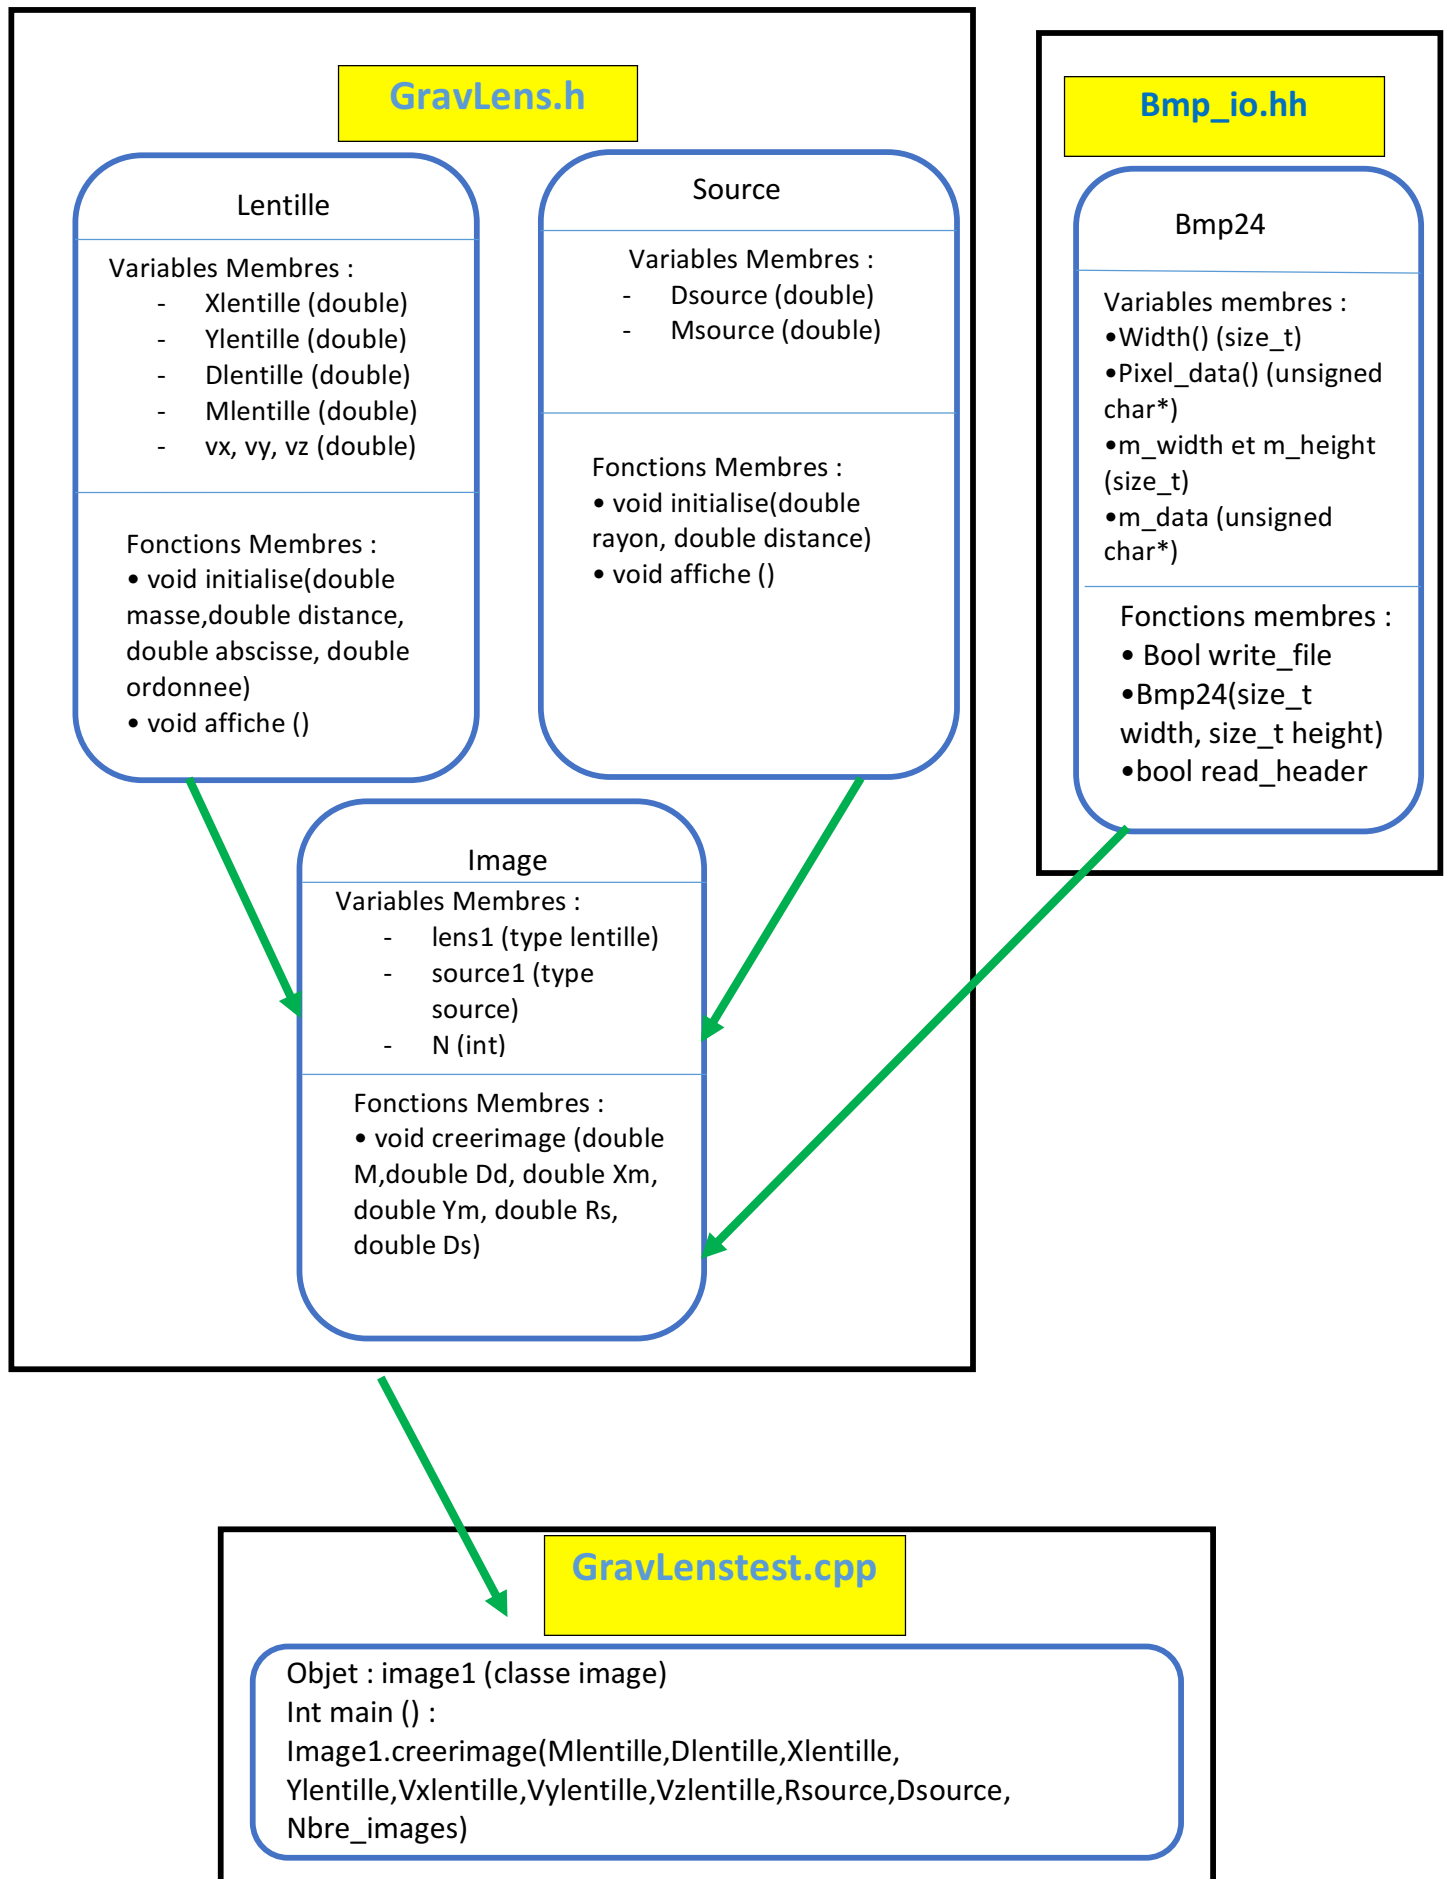 GravLens.h
Lentille
Variables Membres :
- Xlentille (double)
- Ylentille (double)
- Dlentille (double)
- Mlentille (double)
- vx, vy, vz (double)
Fonctions Membres :
• void initialise(double
masse,double distance,
double abscisse, double
ordonnee)
• void affiche ()
Source
Variables Membres :
- Dsource (double)
- Msource (double)
Fonctions Membres :
• void initialise(double
rayon, double distance)
• void affiche ()
Bmp_io.hh
Bmp24
Variables membres :
•Width() (size_t)
•Pixel_data() (unsigned
char*)
•m_width et m_height
(size_t)
•m_data (unsigned
char*)
Fonctions membres :
• Bool write_file
•Bmp24(size_t
width, size_t height)
•bool read_header
Image
Variables Membres :
- lens1 (type lentille)
- source1 (type
source)
- N (int)
Fonctions Membres :
• void creerimage (double
M,double Dd, double Xm,
double Ym, double Rs,
double Ds)
GravLenstest.cpp
Objet : image1 (classe image)
Int main () :
Image1.creerimage(Mlentille,Dlentille,Xlentille,
Ylentille,Vxlentille,Vylentille,Vzlentille,Rsource,Dsource,
Nbre_images)